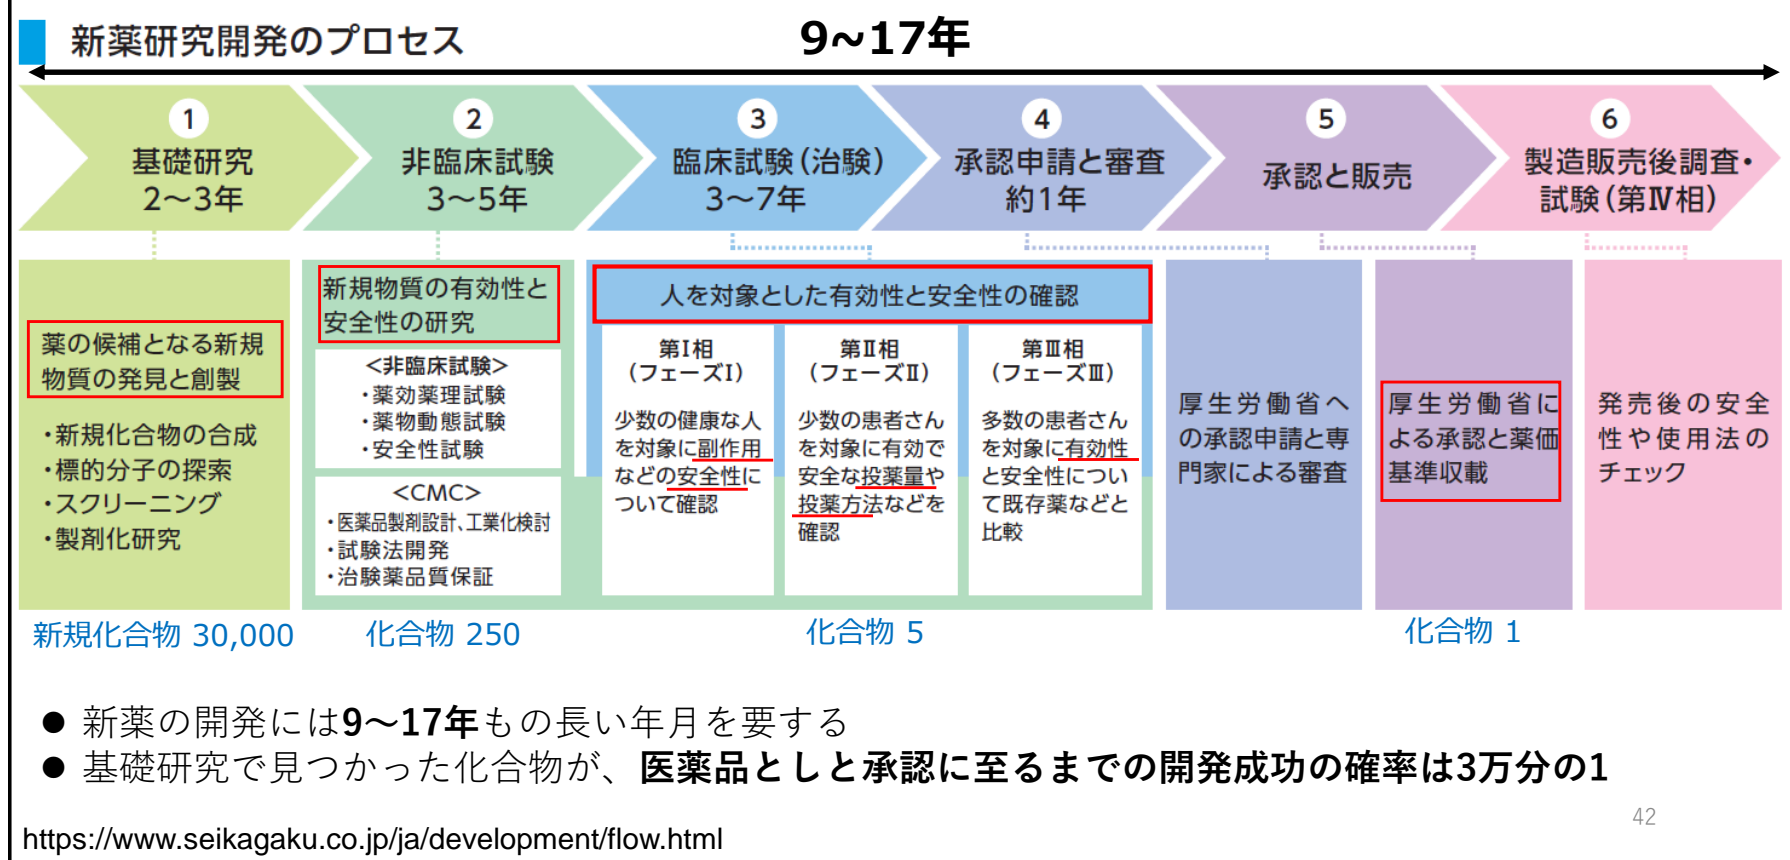 新薬研究開発のプロセス
9~17年
1
基礎研究
2～3年
2
非臨床試験
3～5年
3
臨床試験（治験）
3～7年
4
承認申請と審査
約1年
5
承認と販売
6
製造販売後調査・
試験（第Ⅳ相）
薬の候補となる新規
物質の発見と創製
・新規化合物の合成
・標的分子の探索
・スクリーニング
・製剤化研究
新規物質の有効性と
安全性の研究
<非臨床試験>
・薬効薬理試験
・薬物動態試験
・安全性試験
<CMC>
・医薬品製剤設計、工業化検討
・試験法開発
・治験薬品質保証
人を対象とした有効性と安全性の確認
第Ⅰ相
（フェーズⅠ）
少数の健康な人
を対象に副作用
などの安全性に
ついて確認
第Ⅱ相
（フェーズⅡ）
少数の患者さん
を対象に有効で
安全な投薬量や
投薬方法などを
確認
第Ⅲ相
（フェーズⅢ）
多数の患者さん
を対象に有効性
と安全性につい
て既存薬などと
比較
厚生労働省へ
の承認申請と専
門家による審査
厚生労働省に
よる承認と薬価
基準収載
発売後の安全
性や使用法の
チェック
新規化合物 30,000
化合物 250
化合物 5
化合物 1
● 新薬の開発には9～17年もの長い年月を要する
● 基礎研究で見つかった化合物が、医薬品としと承認に至るまでの開発成功の確率は3万分の1
42
https://www.seikagaku.co.jp/ja/development/flow.html